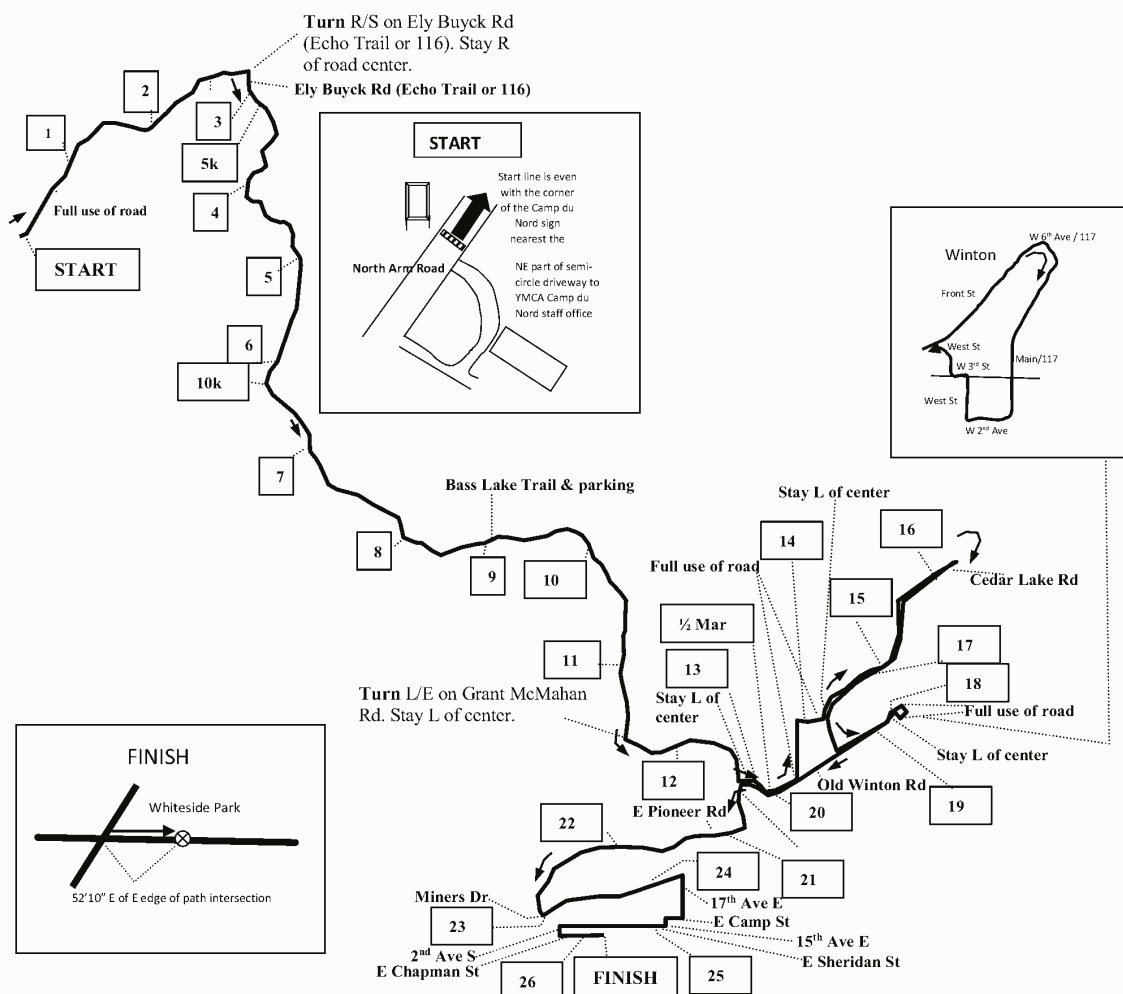 Turn R/S on Ely Buyck Rd
(Echo Trail or 116). Stay R
of road center.
Ely Buyck Rd (Echo Trail or 116)
2
1
3
5k
4
Full use of road
START
5
6
10k
7
8
9
Bass Lake Trail & parking
10
11
START
Start line is even
with the corner
of the Camp du
Nord sign
nearest the
North Arm Road
NE part of semi-
circle driveway to
YMCA Camp du
Nord staff office
Winton
W 6th Ave / 117
Front St
West St
W 3rd St
Main/117
West St
W 2nd Ave
Stay L of center
14
16
Full use of road
Cedar Lake Rd
15
½ Mar
13
17
18
Stay L of
center
Full use of road
Stay L of center
Turn L/E on Grant McMahan
Rd. Stay L of center.
12
Old Winton Rd
20
19
E Pioneer Rd
22
21
24
Miners Dr
23
17th Ave E
E Camp St
15th Ave E
E Sheridan St
2nd Ave S
E Chapman St
26
FINISH
25
FINISH
Whiteside Park
52'10" E of E edge of path intersection